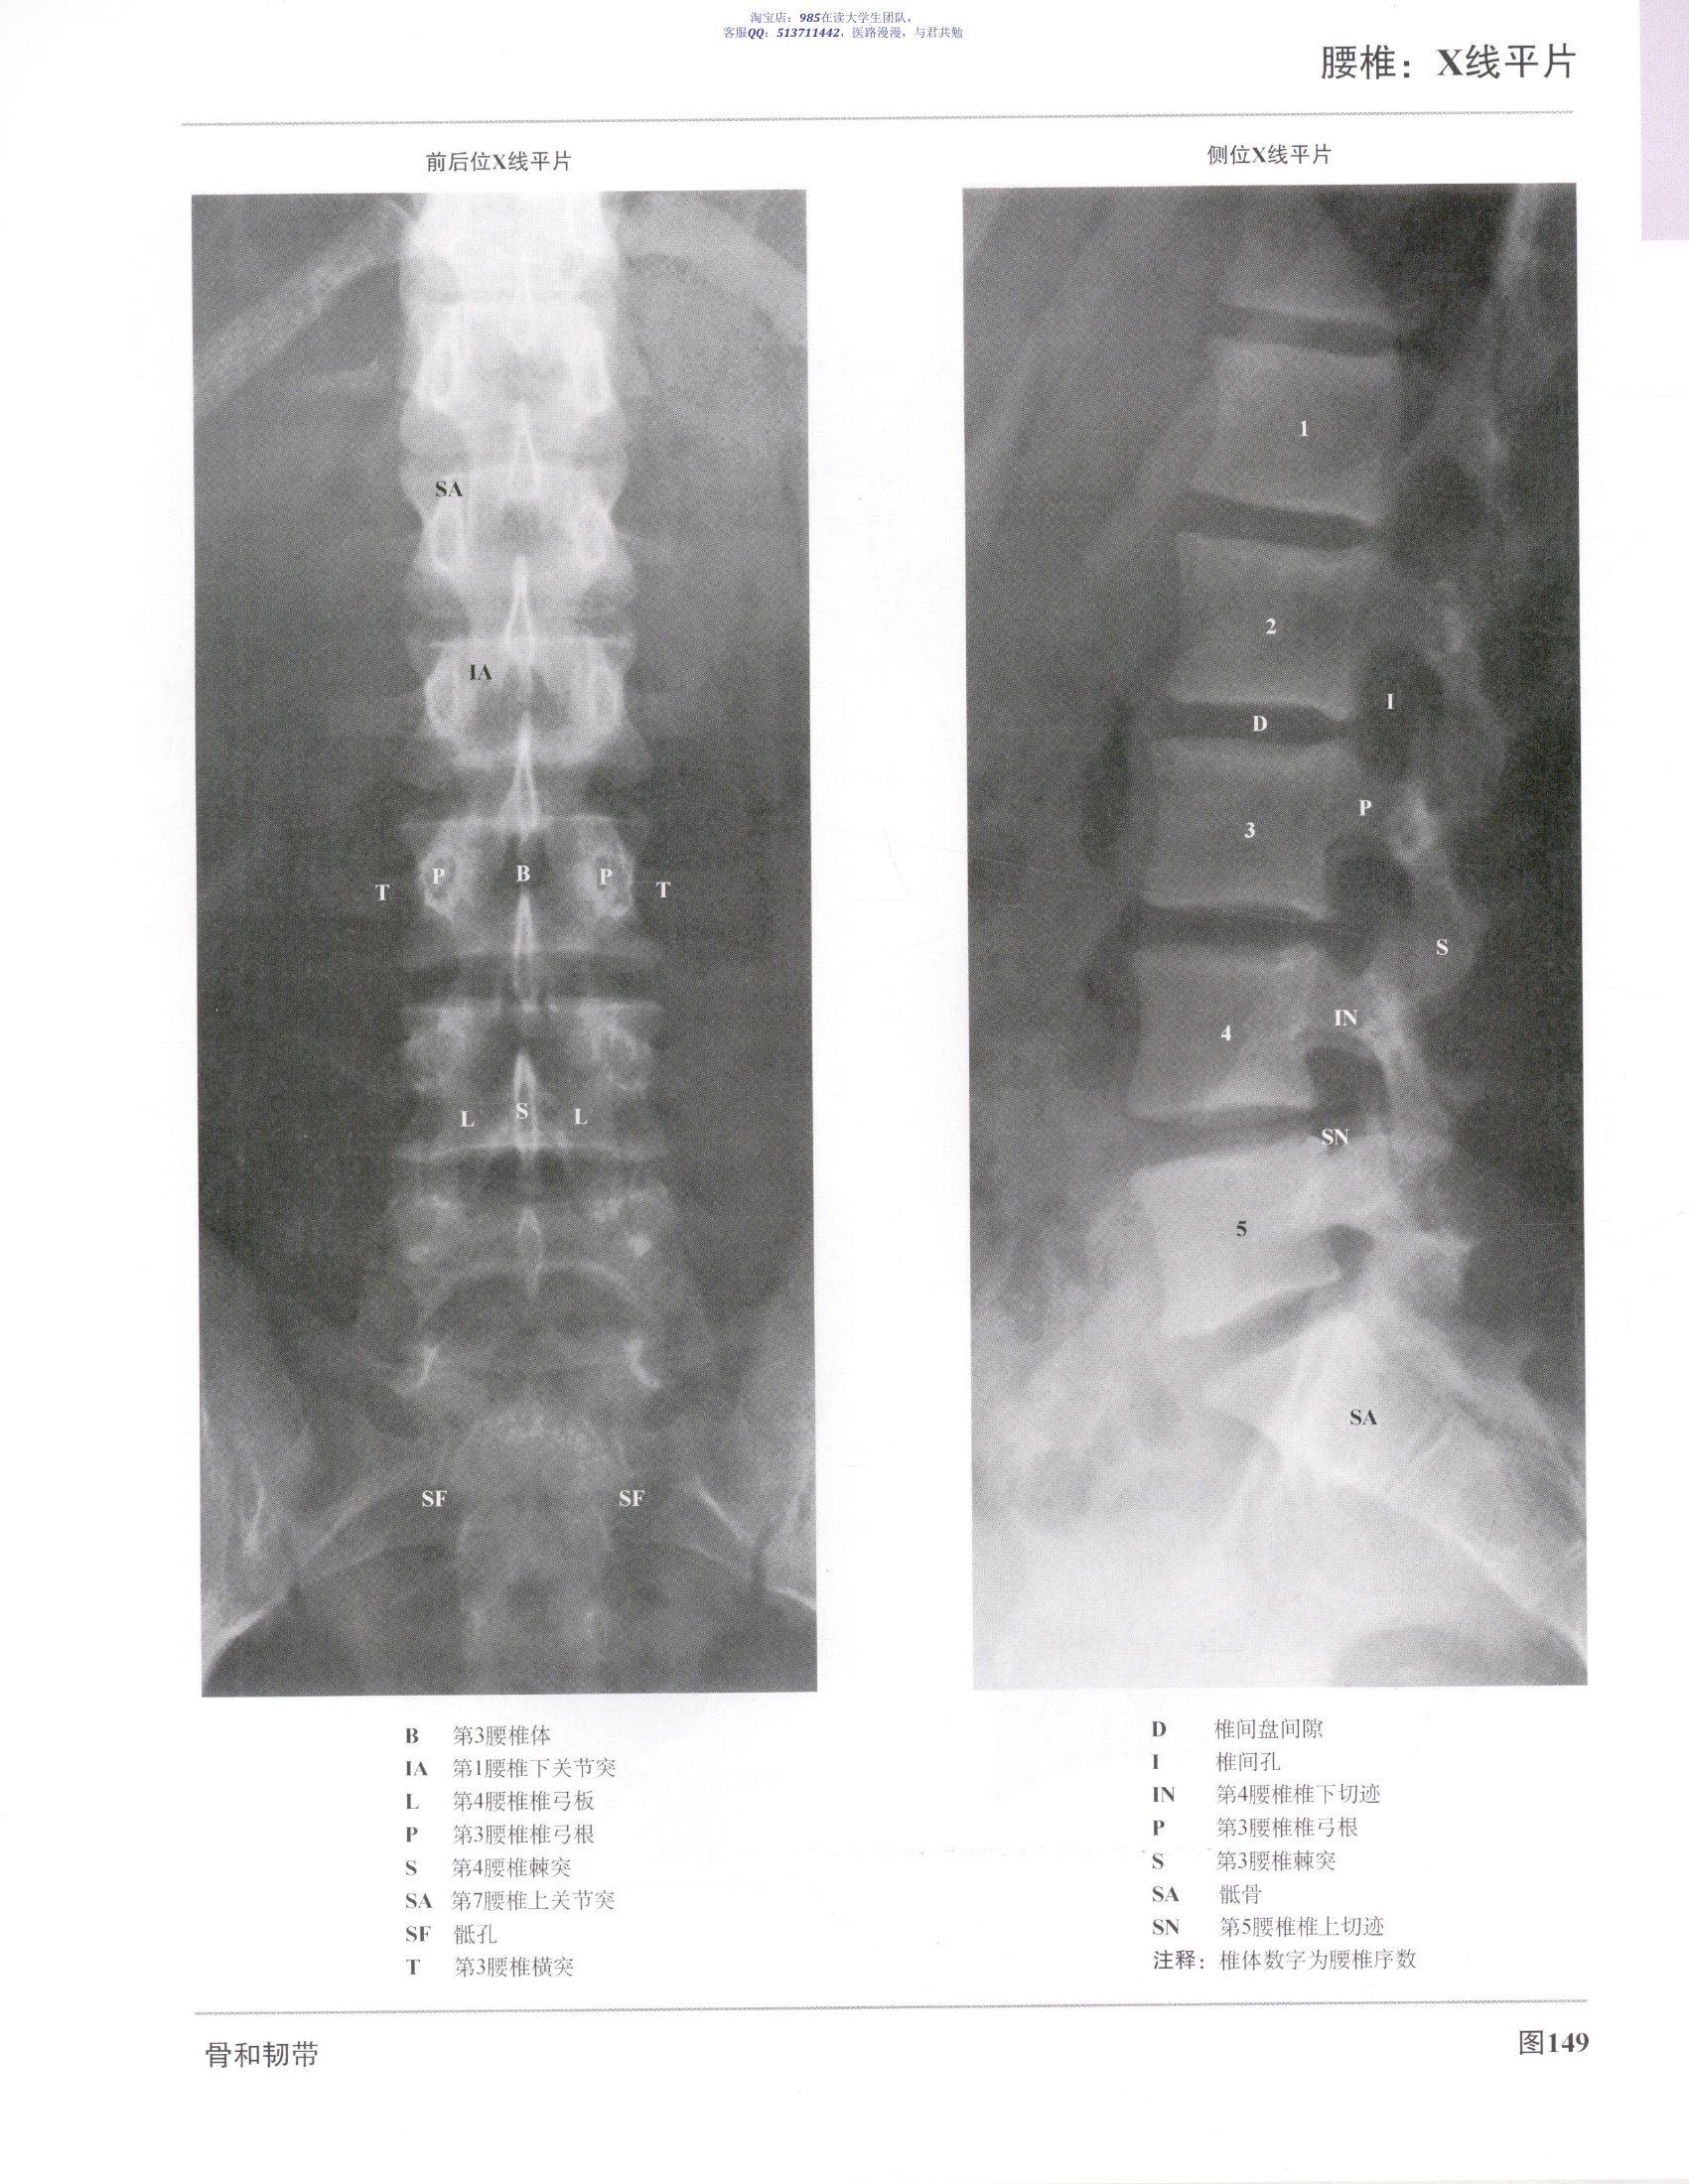 淘宝店：985在读大学生团队，
客服QQ：513711442，医路漫漫，与君共勉
腰椎：X线平片
前后位X线平片
侧位X线平片
SA
IA
T P B P T
L S L
SF SF
1
2
I
D
P
3
S
IN
4
SN
5
SA
B 第3腰椎体
IA 第1腰椎下关节突
L 第4腰椎椎弓板
P 第3腰椎椎弓根
S 第4腰椎棘突
SA 第7腰椎上关节突
SF 骶孔
T 第3腰椎横突
D 椎间盘间隙
I 椎间孔
IN 第4腰椎椎下切迹
P 第3腰椎椎弓根
S 第3腰椎棘突
SA 骶骨
SN 第5腰椎椎上切迹
注释：椎体数字为腰椎序数
骨和韧带
图149